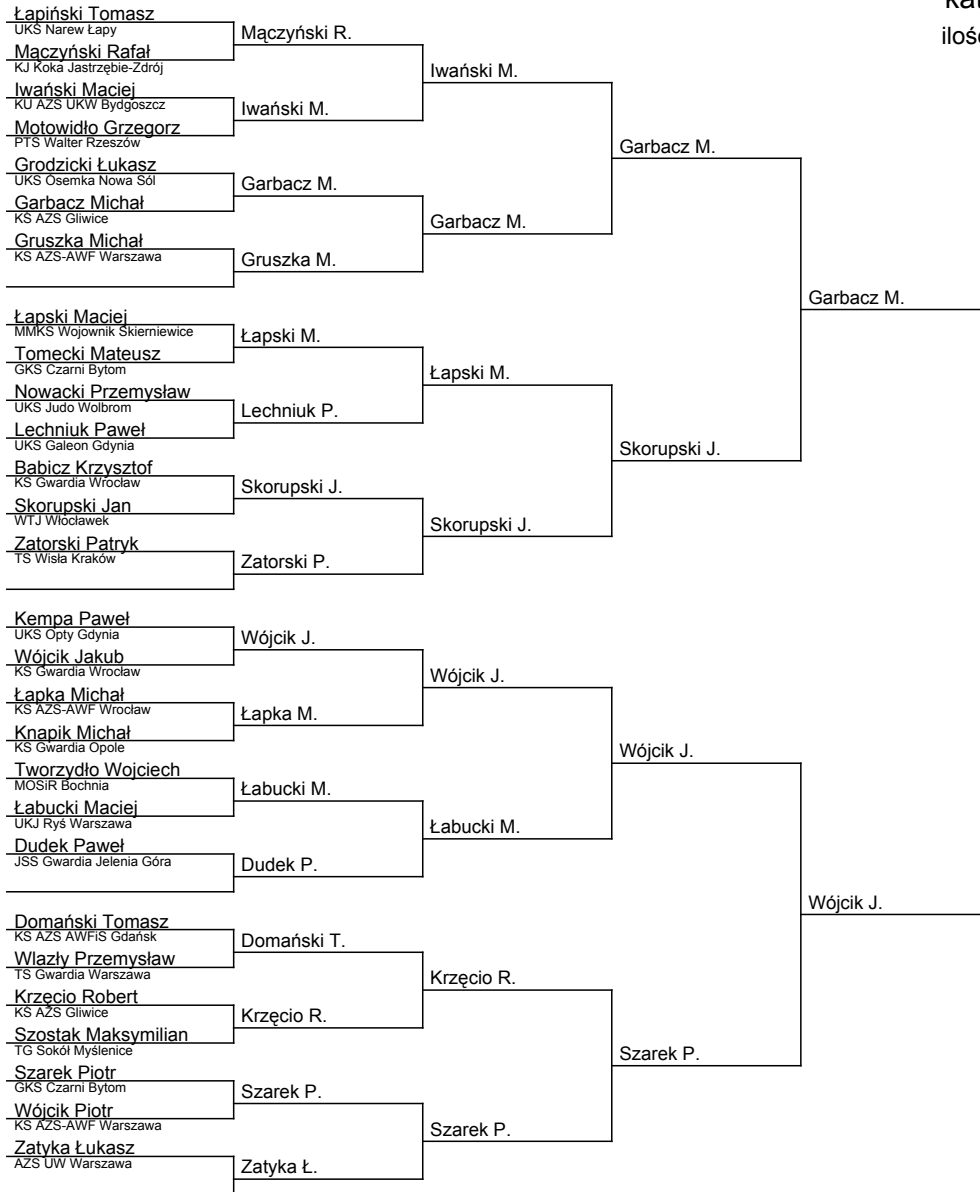 kat
ilość
Łapiński Tomasz
UKS Narew Łapy
Mączyński Rafał
KJ Koka Jastrzębie-Zdrój
Iwański Maciej
KU AZS UKW Bydgoszcz
Motowidło Grzegorz
PTS Walter Rzeszów
Grodzicki Łukasz
UKS Ósemka Nowa Sól
Garbacz Michał
KS AZS Gliwice
Gruszka Michał
KS AZS-AWF Warszawa
Łapski Maciej
MMKS Wojownik Skierniewice
Tomecki Mateusz
GKS Czarni Bytom
Nowacki Przemysław
UKS Judo Wolbrom
Lechniuk Paweł
UKS Galeon Gdynia
Babicz Krzysztof
KS Gwardia Wrocław
Skorupski Jan
WTJ Włocławek
Zatorski Patryk
TS Wisła Kraków
Kempa Paweł
UKS Opty Gdynia
Wójcik Jakub
KS Gwardia Wrocław
Łapka Michał
KS AZS-AWF Wrocław
Knapik Michał
KS Gwardia Opole
Tworzydło Wojciech
MOSiR Bochnia
Łabucki Maciej
UKJ Ryś Warszawa
Dudek Paweł
JSS Gwardia Jelenia Góra
Domański Tomasz
KS AZS AWFiS Gdańsk
Wlazły Przemysław
TS Gwardia Warszawa
Krzęcio Robert
KS AZS Gliwice
Szostak Maksymilian
TG Sokół Myślenice
Szarek Piotr
GKS Czarni Bytom
Wójcik Piotr
KS AZS-AWF Warszawa
Zatyka Łukasz
AZS UW Warszawa
Mączyński R.
Iwański M.
Garbacz M.
Gruszka M.
Łapski M.
Lechniuk P.
Skorupski J.
Zatorski P.
Wójcik J.
Łapka M.
Łabucki M.
Dudek P.
Domański T.
Krzęcio R.
Szarek P.
Zatyka Ł.
Iwański M.
Garbacz M.
Łapski M.
Skorupski J.
Wójcik J.
Łabucki M.
Krzęcio R.
Szarek P.
Garbacz M.
Skorupski J.
Wójcik J.
Szarek P.
Garbacz M.
Wójcik J.